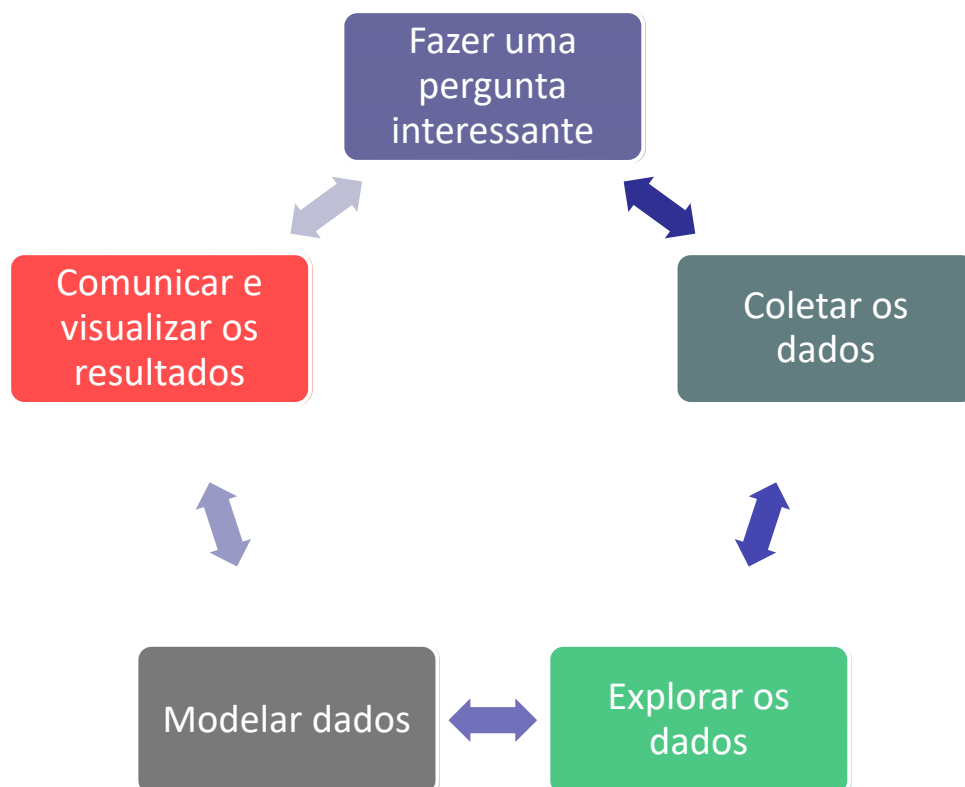 Fazer uma
pergunta
interessante
Coletar os
dados
Explorar os
dados
Modelar dados
Comunicar e
visualizar os
resultados